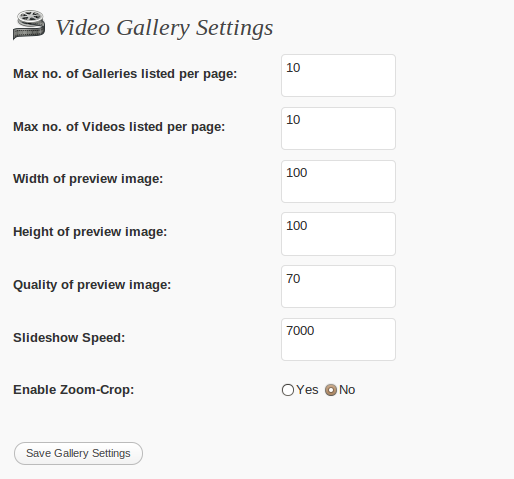 Video Gallery Settings
Max no. of Galleries listed per page: 10
Max no. of Videos listed per page: 10
Width of preview image: 100
Height of preview image: 100
Quality of preview image: 70
Slideshow Speed: 7000
Enable Zoom-Crop: Yes No
Save Gallery Settings